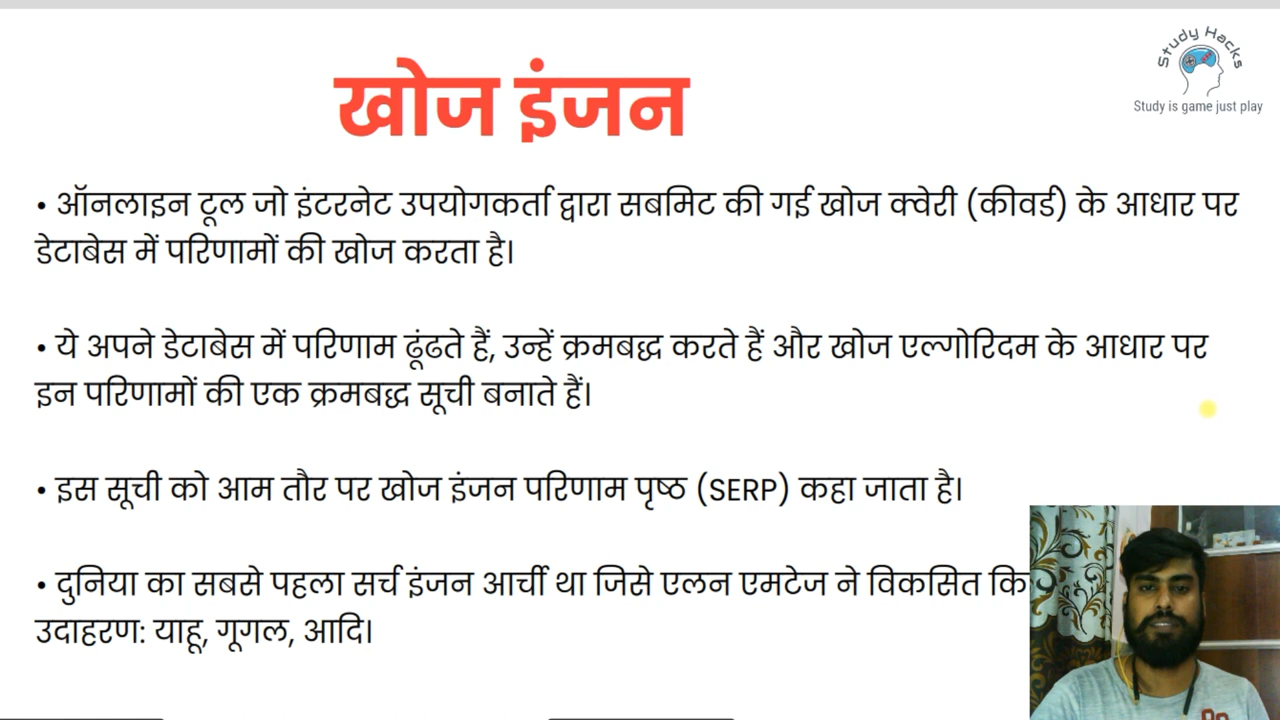 Study Hacks
Study is game just play
खोज इंजन
• ऑनलाइन टूल जो इंटरनेट उपयोगकर्ता द्वारा सबमिट की गई खोज क्वेरी (कीवर्ड) के आधार पर
डेटाबेस में परिणामों की खोज करता है।
• ये अपने डेटाबेस में परिणाम ढूंढते हैं, उन्हें क्रमबद्ध करते हैं और खोज एल्गोरिदम के आधार पर
इन परिणामों की एक क्रमबद्ध सूची बनाते हैं।
• इस सूची को आम तौर पर खोज इंजन परिणाम पृष्ठ (SERP) कहा जाता है।
• दुनिया का सबसे पहला सर्च इंजन आर्ची था जिसे एलन एमटेज ने विकसित कि
उदाहरण: याहू, गूगल, आदि।